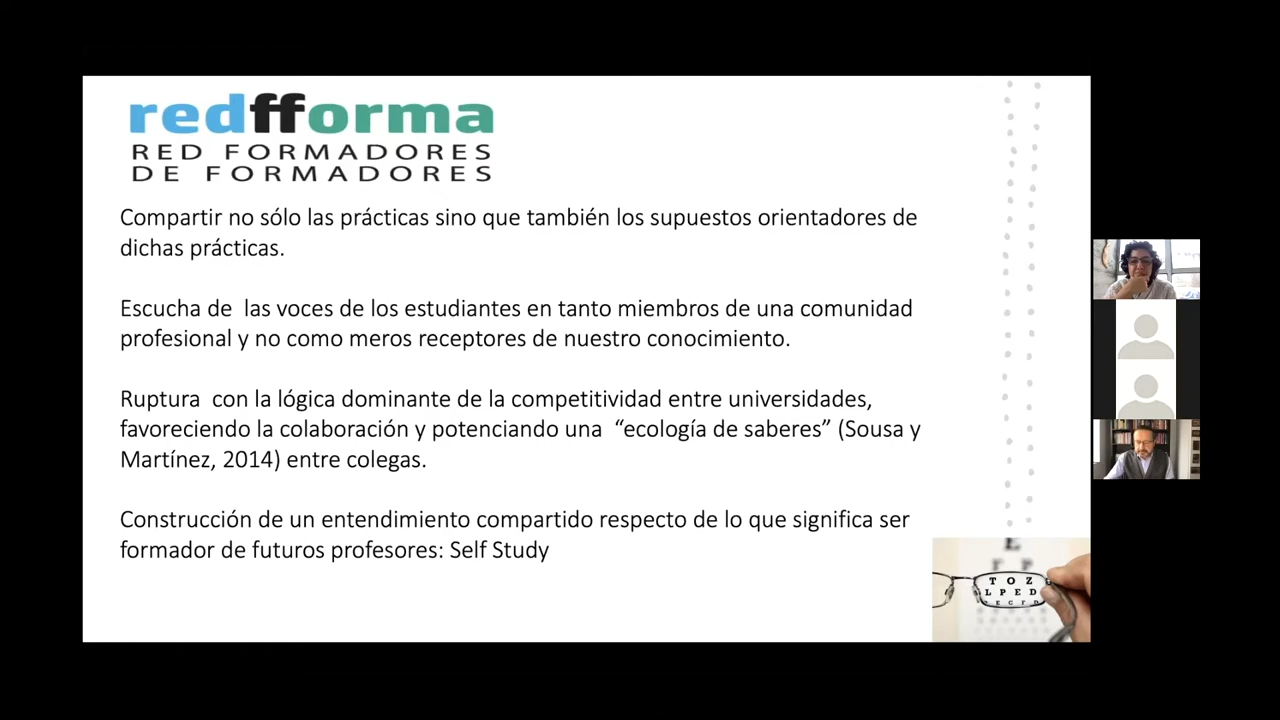 redfforma
RED FORMADORES
DE FORMADORES
Compartir no sólo las prácticas sino que también los supuestos orientadores de
dichas prácticas.
Escucha de  las voces de los estudiantes en tanto miembros de una comunidad
profesional y no como meros receptores de nuestro conocimiento.
Ruptura  con la lógica dominante de la competitividad entre universidades,
favoreciendo la colaboración y potenciando una  “ecología de saberes” (Sousa y
Martínez, 2014) entre colegas.
Construcción de un entendimiento compartido respecto de lo que significa ser
formador de futuros profesores: Self Study
T O Z
L P E D